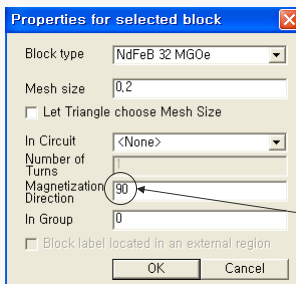 Properties for selected block
Block type NdFeB 32 MGOe
Mesh size 0,2
Let Triangle choose Mesh Size
In Circuit <None>
Number of Turns 1
Magnetization Direction 90
In Group 0
Block label located in an external region
OK Cancel